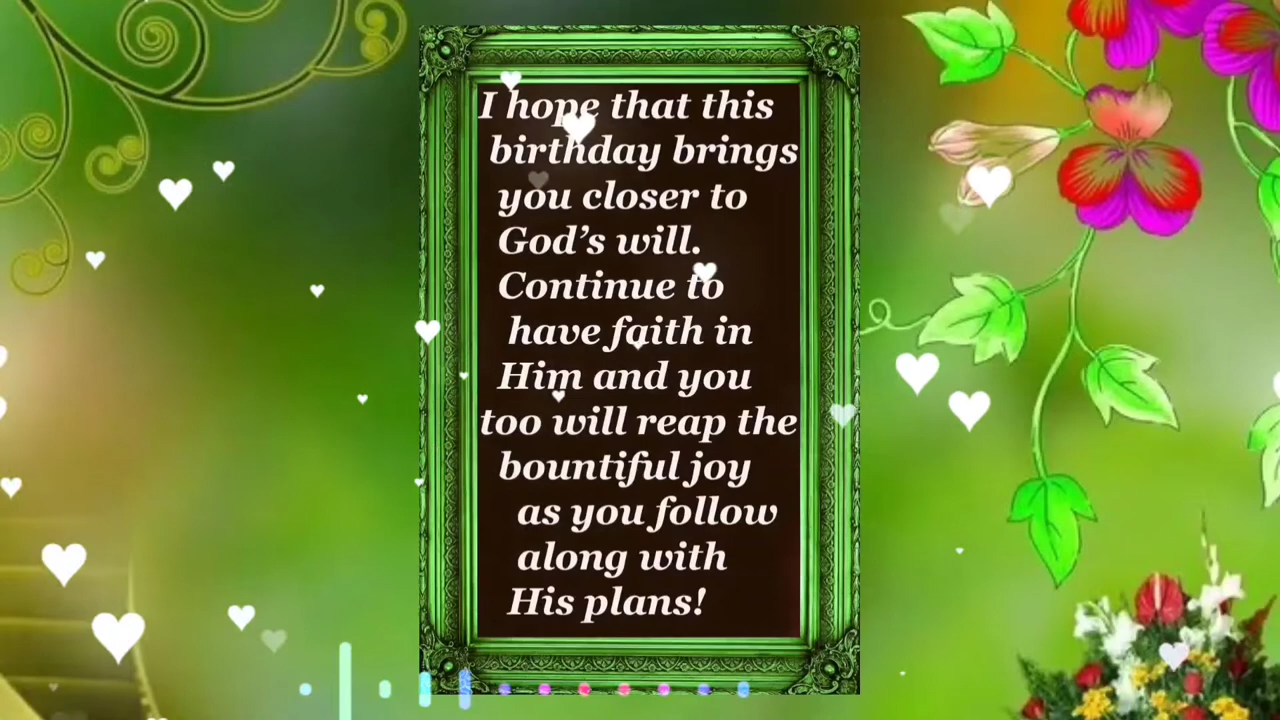 I hope that this
birthday brings
you closer to
God’s will.
Continue to
have faith in
Him and you
too will reap the
bountiful joy
as you follow
along with
His plans!